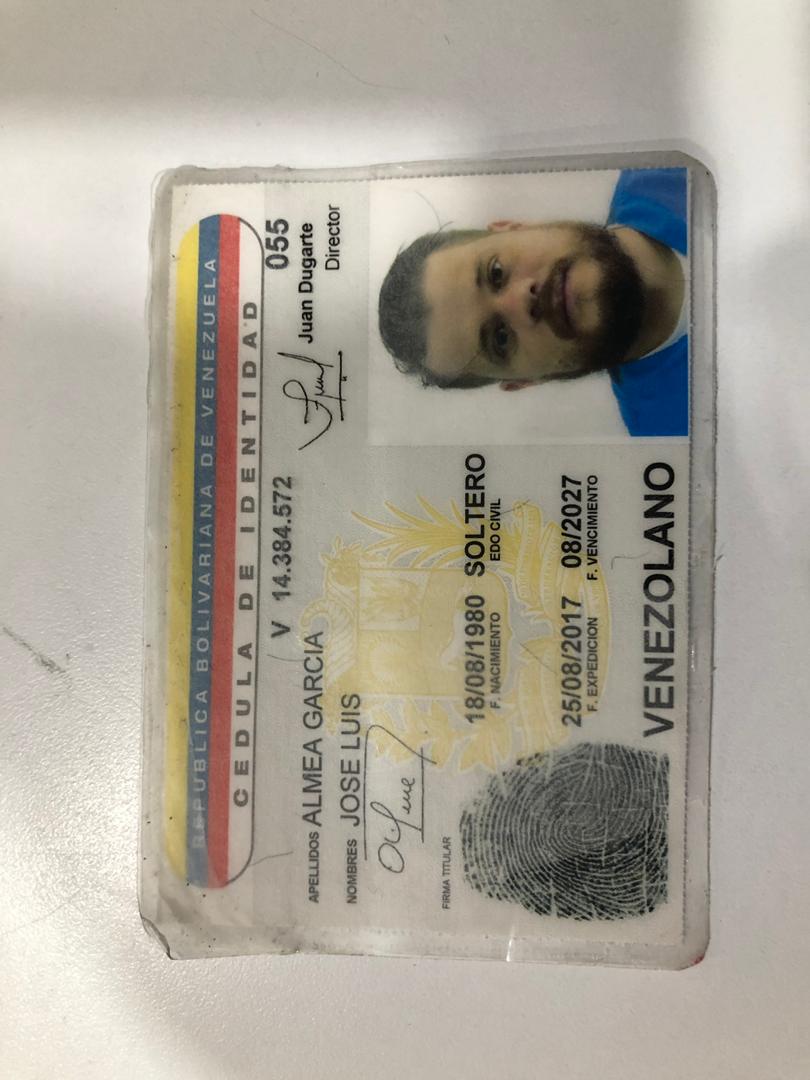 REPUBLICA BOLIVARIANA DE VENEZUELA
CEDULA DE IDENTIDAD
V 14.384.572
055
APELLIDOS ALMEA GARCIA
Juan Dugarte
Director
NOMBRES JOSE LUIS
FIRMA TITULAR
18/08/1980 SOLTERO
F. NACIMIENTO EDO CIVIL
25/08/2017 08/2027
F. EXPEDICION F. VENCIMIENTO
VENEZOLANO